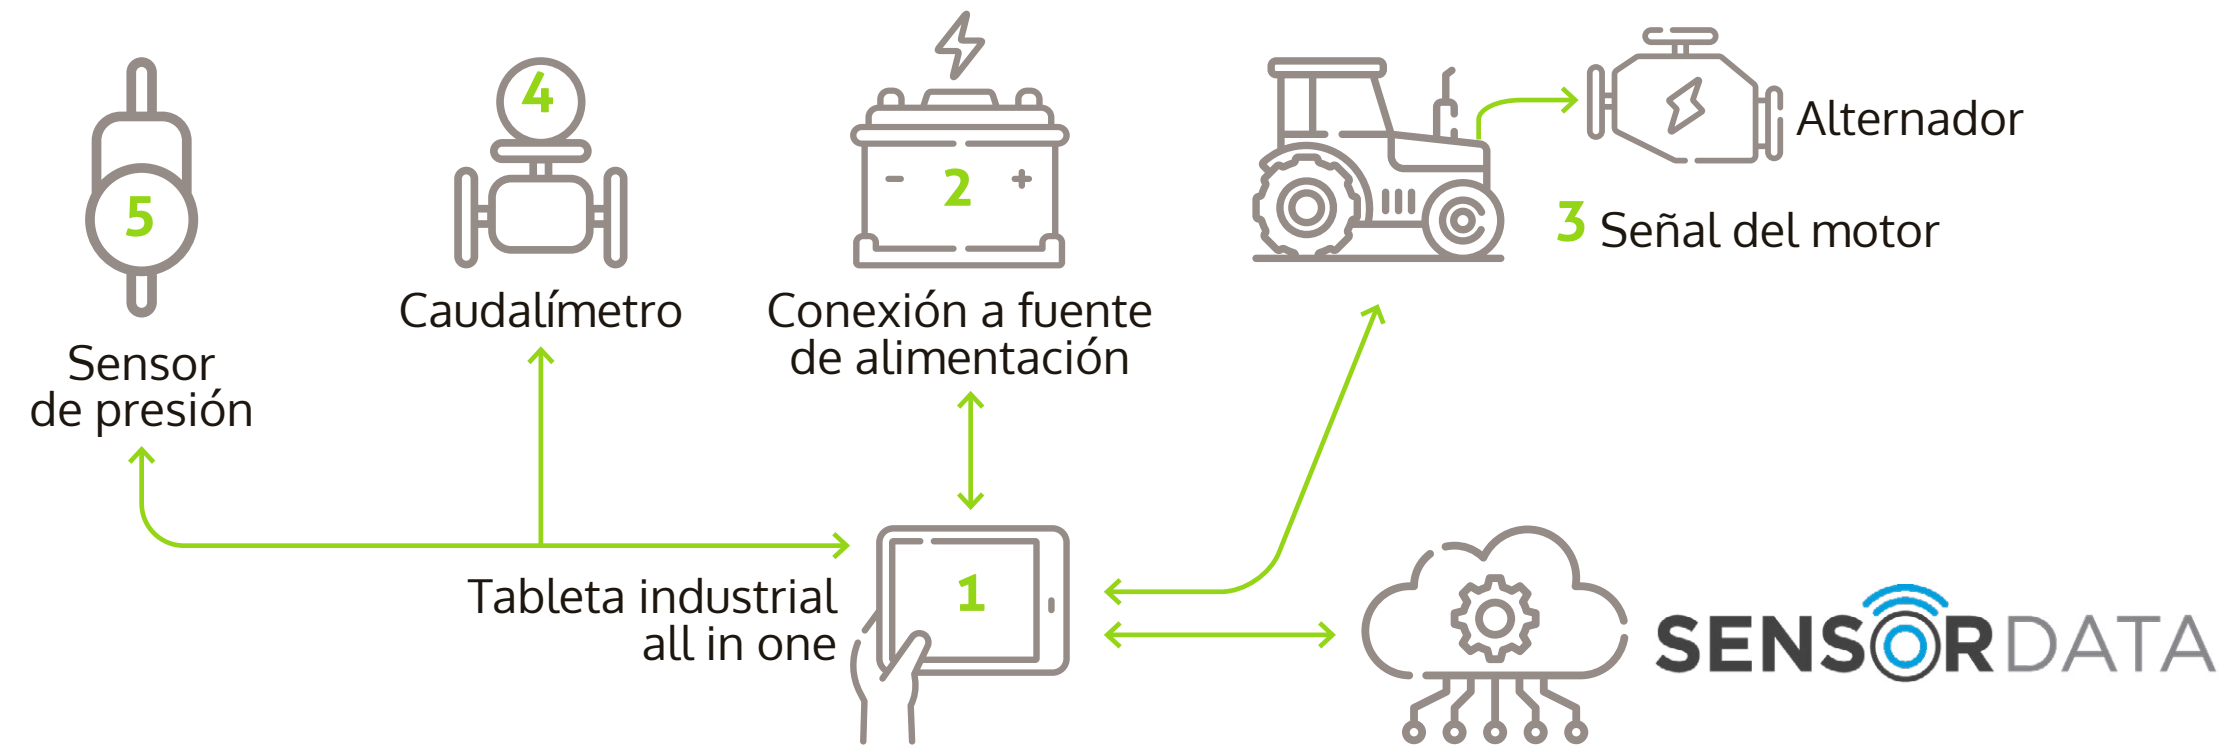 5
Sensor
de presión
4
Caudalímetro
2
- +
Conexión a fuente
de alimentación
Alternador
3 Señal del motor
1
Tableta industrial
all in one
SENSORDATA